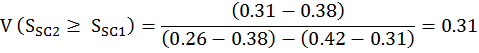 V (S_SC2 ≥ S_SC1) = (0.31 − 0.38) / ((0.26 − 0.38) − (0.42 − 0.31)) = 0.31